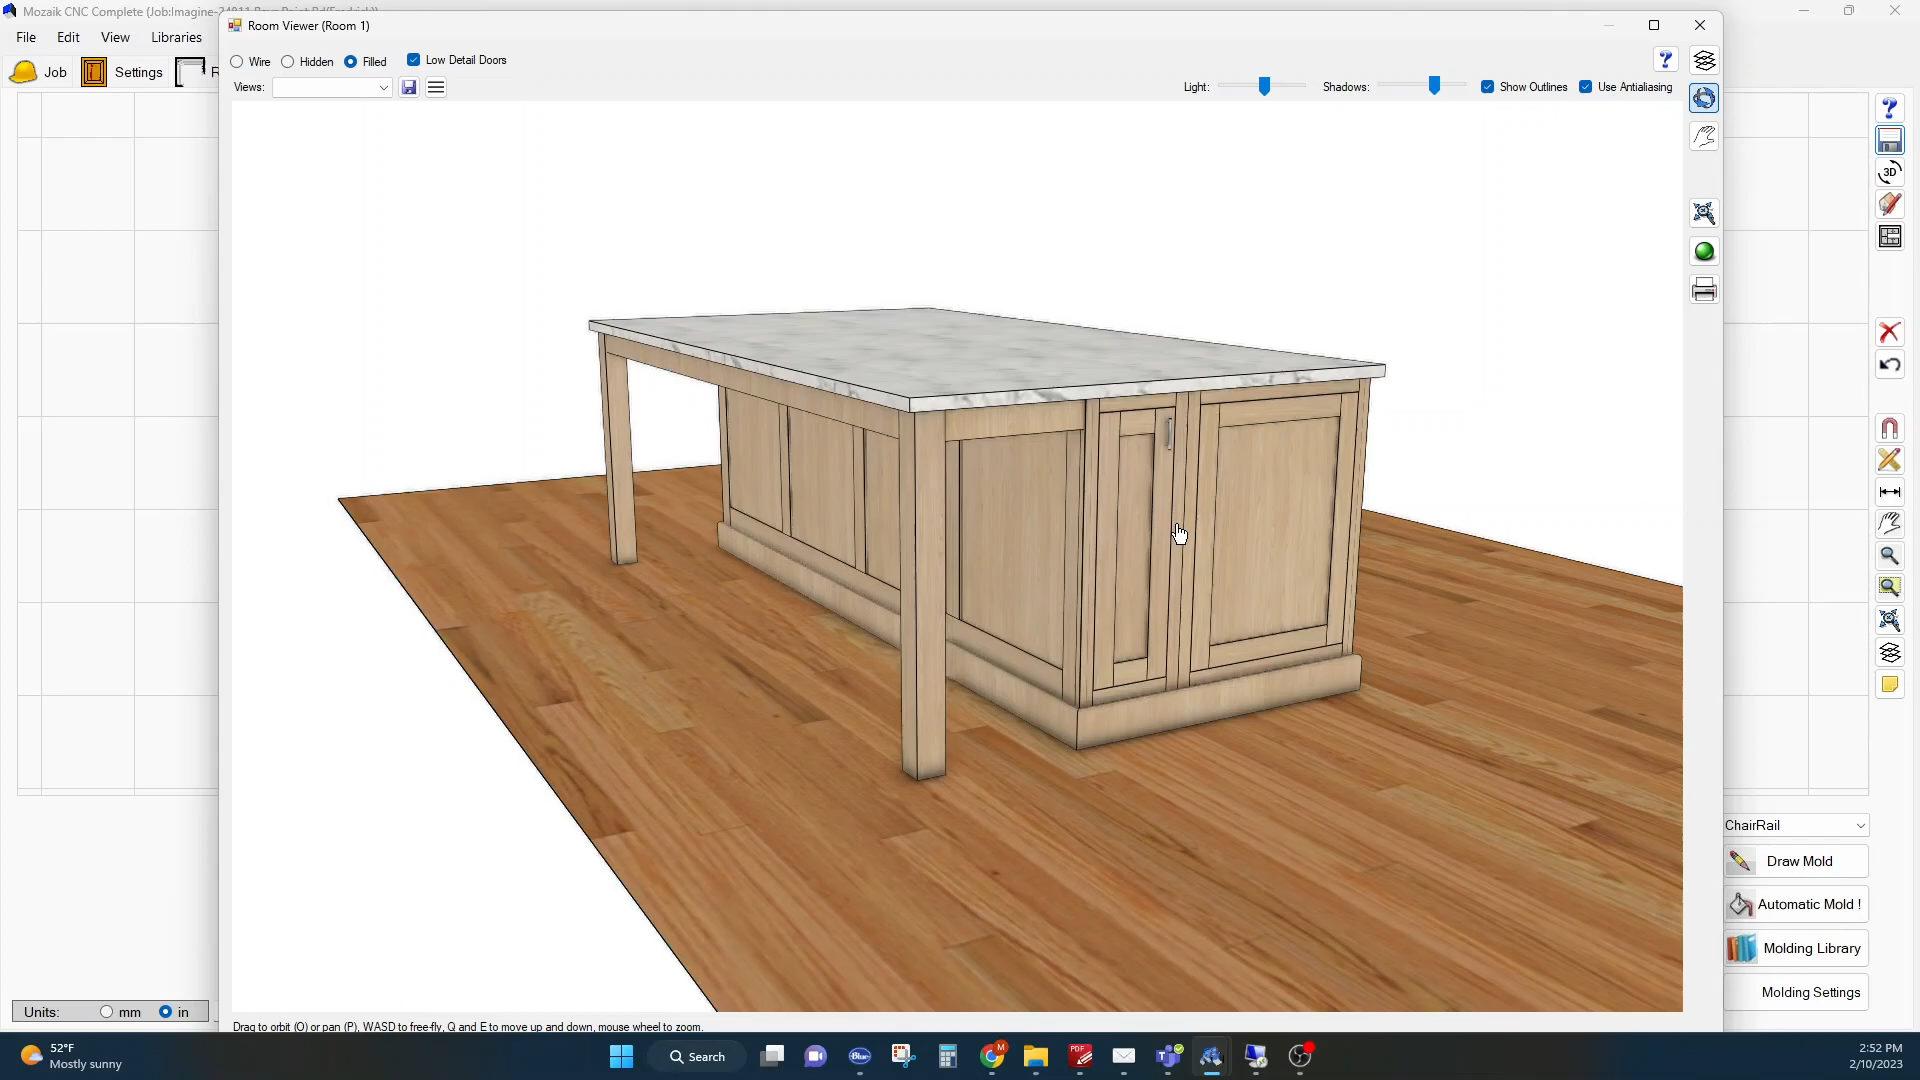 Mozaik CNC Complete (Job:Imagine-
Room Viewer (Room 1)
File Edit View Libraries
Wire Hidden Filled Low Detail Doors
Job Settings R
Views: Light: Shadows: Show Outlines Use Antialiasing
3D
ChairRail
Draw Mold
Automatic Mold !
Molding Library
Molding Settings
Units: mm in
Drag to orbit (O) or pan (P), WASD to free-fly, Q and E to move up and down, mouse wheel to zoom.
52°F
Mostly sunny
Search
Blue
PDF
M
2:52 PM
2/10/2023